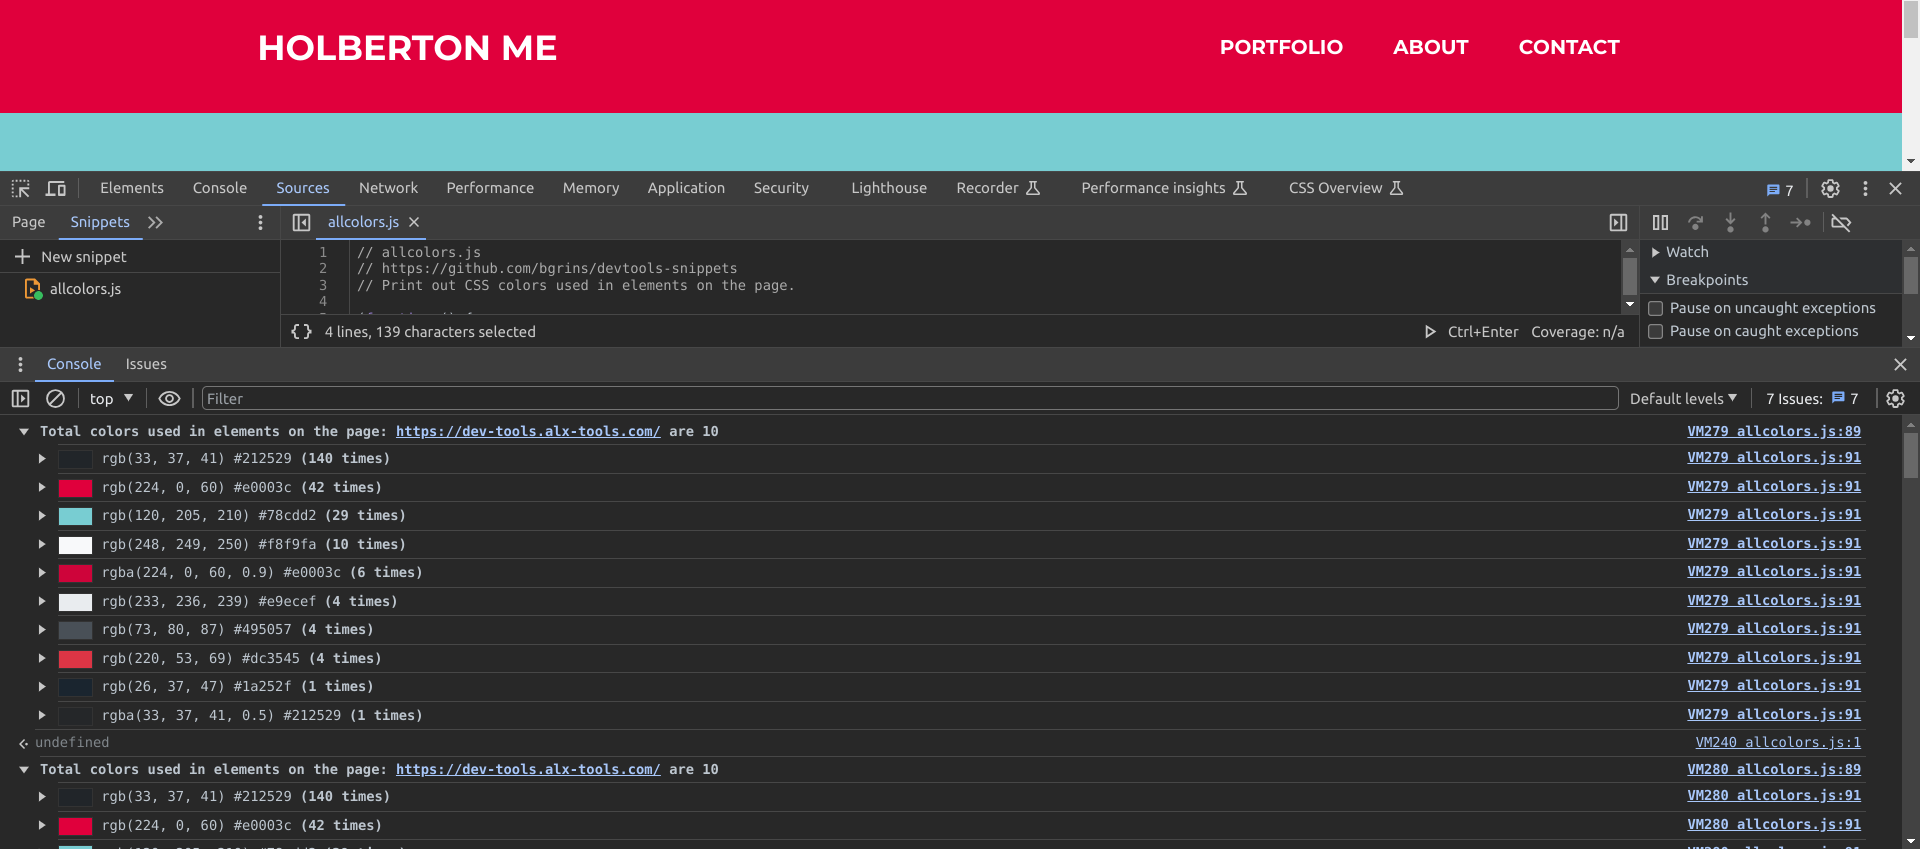 HOLBERTON ME PORTFOLIO ABOUT CONTACT
Elements Console Sources Network Performance Memory Application Security Lighthouse Recorder Performance insights CSS Overview 7
Page Snippets allcolors.js
New snippet
allcolors.js
1 // allcolors.js
2 // https://github.com/bgrins/devtools-snippets
3 // Print out CSS colors used in elements on the page.
4
{} 4 lines, 139 characters selected Ctrl+Enter Coverage: n/a
Watch
Breakpoints
Pause on uncaught exceptions
Pause on caught exceptions
Console Issues
top Filter Default levels 7 Issues: 7
Total colors used in elements on the page: https://dev-tools.alx-tools.com/ are 10 VM279 allcolors.js:89
rgb(33, 37, 41) #212529 (140 times) VM279 allcolors.js:91
rgb(224, 0, 60) #e0003c (42 times) VM279 allcolors.js:91
rgb(120, 205, 210) #78cdd2 (29 times) VM279 allcolors.js:91
rgb(248, 249, 250) #f8f9fa (10 times) VM279 allcolors.js:91
rgba(224, 0, 60, 0.9) #e0003c (6 times) VM279 allcolors.js:91
rgb(233, 236, 239) #e9ecef (4 times) VM279 allcolors.js:91
rgb(73, 80, 87) #495057 (4 times) VM279 allcolors.js:91
rgb(220, 53, 69) #dc3545 (4 times) VM279 allcolors.js:91
rgb(26, 37, 47) #1a252f (1 times) VM279 allcolors.js:91
rgba(33, 37, 41, 0.5) #212529 (1 times) VM279 allcolors.js:91
undefined VM240 allcolors.js:1
Total colors used in elements on the page: https://dev-tools.alx-tools.com/ are 10 VM280 allcolors.js:89
rgb(33, 37, 41) #212529 (140 times) VM280 allcolors.js:91
rgb(224, 0, 60) #e0003c (42 times) VM280 allcolors.js:91